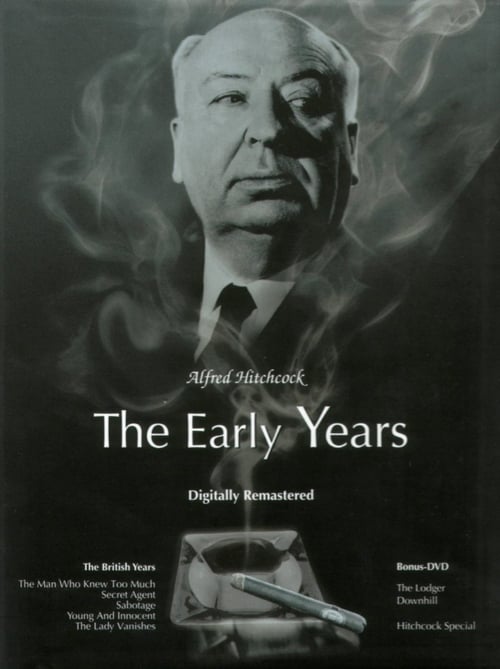 Alfred Hitchcock
The Early Years
Digitally Remastered
The British Years
The Man Who Knew Too Much
Secret Agent
Sabotage
Young And Innocent
The Lady Vanishes
Bonus-DVD
The Lodger
Downhill
Hitchcock Special